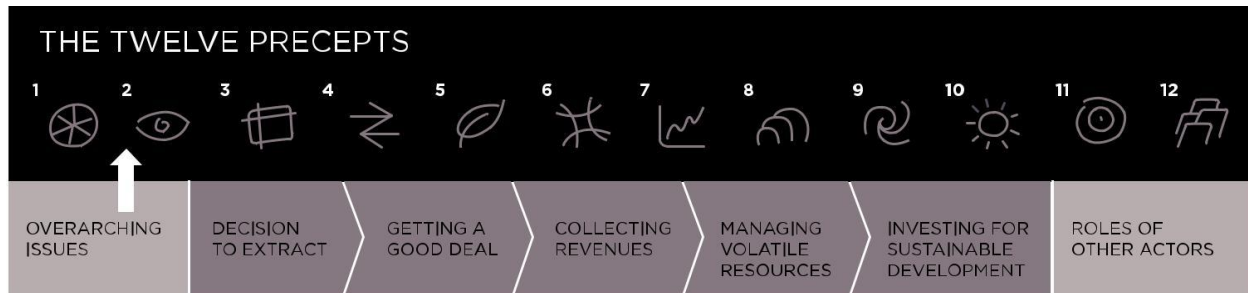 THE TWELVE PRECEPTS
1 2 3 4 5 6 7 8 9 10 11 12
OVERARCHING
ISSUES
DECISION
TO EXTRACT
GETTING A
GOOD DEAL
COLLECTING
REVENUES
MANAGING
VOLATILE
RESOURCES
INVESTING FOR
SUSTAINABLE
DEVELOPMENT
ROLES OF
OTHER ACTORS